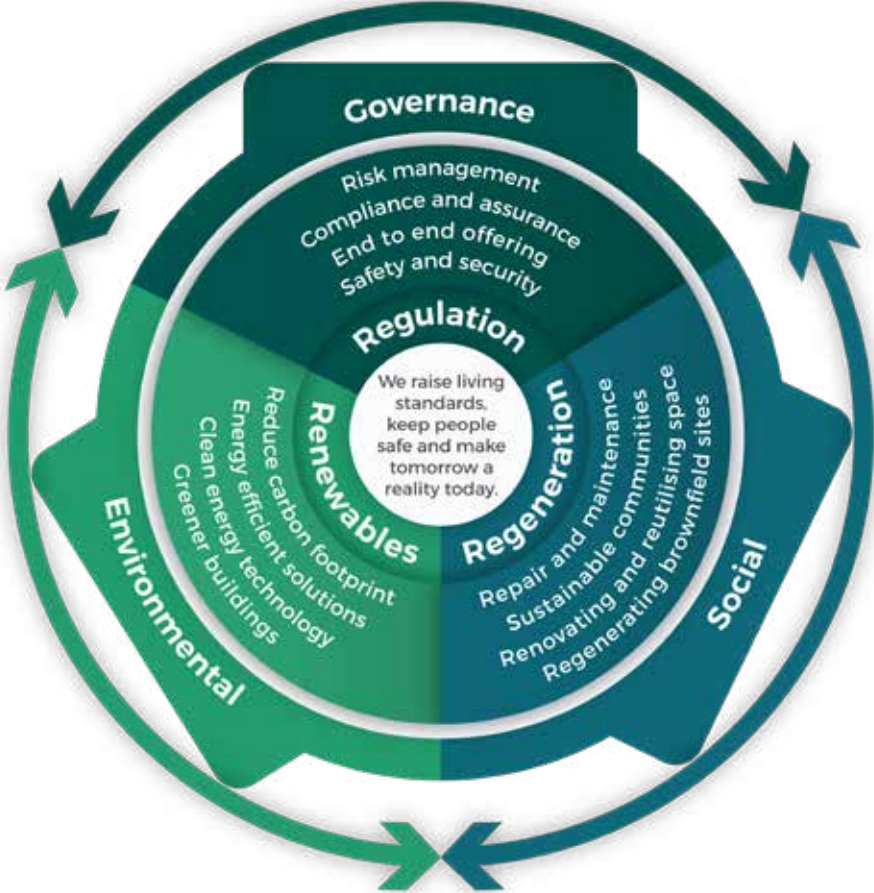 Governance
Risk management
Compliance and assurance
End to end offering
Safety and security
Regulation
We raise living
standards,
keep people
safe and make
tomorrow a
reality today.
Renewables
Reduce carbon footprint
Energy efficient solutions
Clean energy technology
Greener buildings
Environmental
Regeneration
Repair and maintenance
Sustainable communities
Renovating and reutilising space
Regenerating brownfield sites
Social